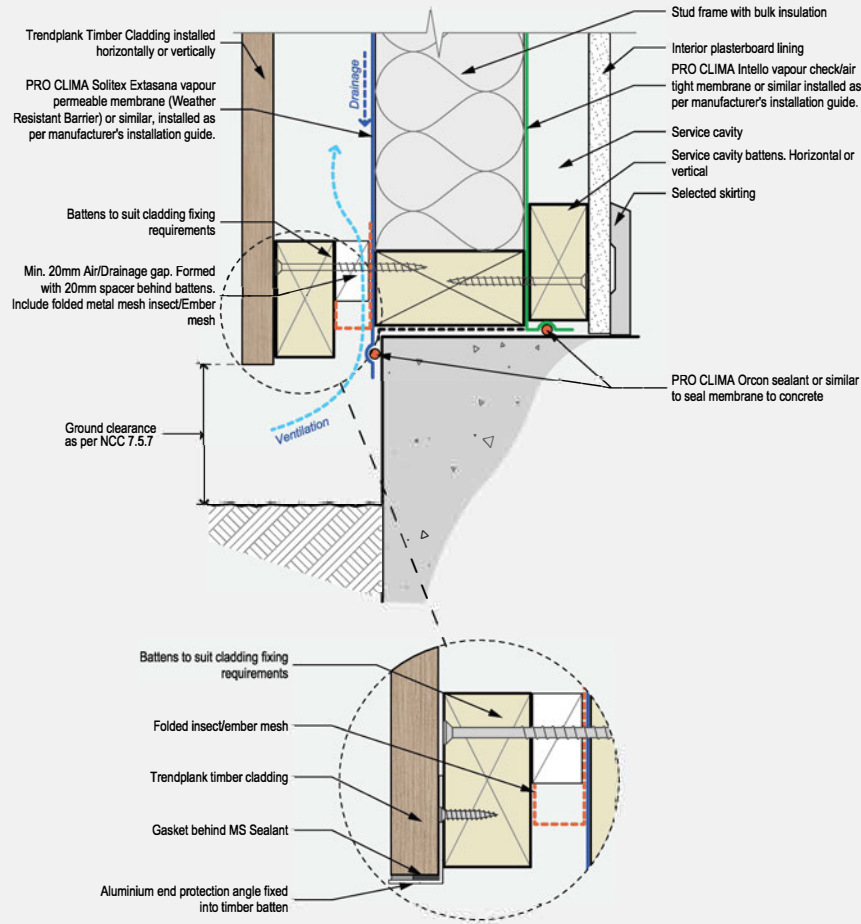 Trendplank Timber Cladding installed
horizontally or vertically
PRO CLIMA Solitex Extasana vapour
permeable membrane (Weather
Resistant Barrier) or similar, installed as
per manufacturer's installation guide.
Battens to suit cladding fixing
requirements
Min. 20mm Air/Drainage gap. Formed
with 20mm spacer behind battens.
Include folded metal mesh insect/Ember
mesh
Ground clearance
as per NCC 7.5.7
Drainage
Ventilation
Stud frame with bulk insulation
Interior plasterboard lining
PRO CLIMA Intello vapour check/air
tight membrane or similar installed as
per manufacturer's installation guide.
Service cavity
Service cavity battens. Horizontal or
vertical
Selected skirting
PRO CLIMA Orcon sealant or similar
to seal membrane to concrete
Battens to suit cladding fixing
requirements
Folded insect/ember mesh
Trendplank timber cladding
Gasket behind MS Sealant
Aluminium end protection angle fixed
into timber batten